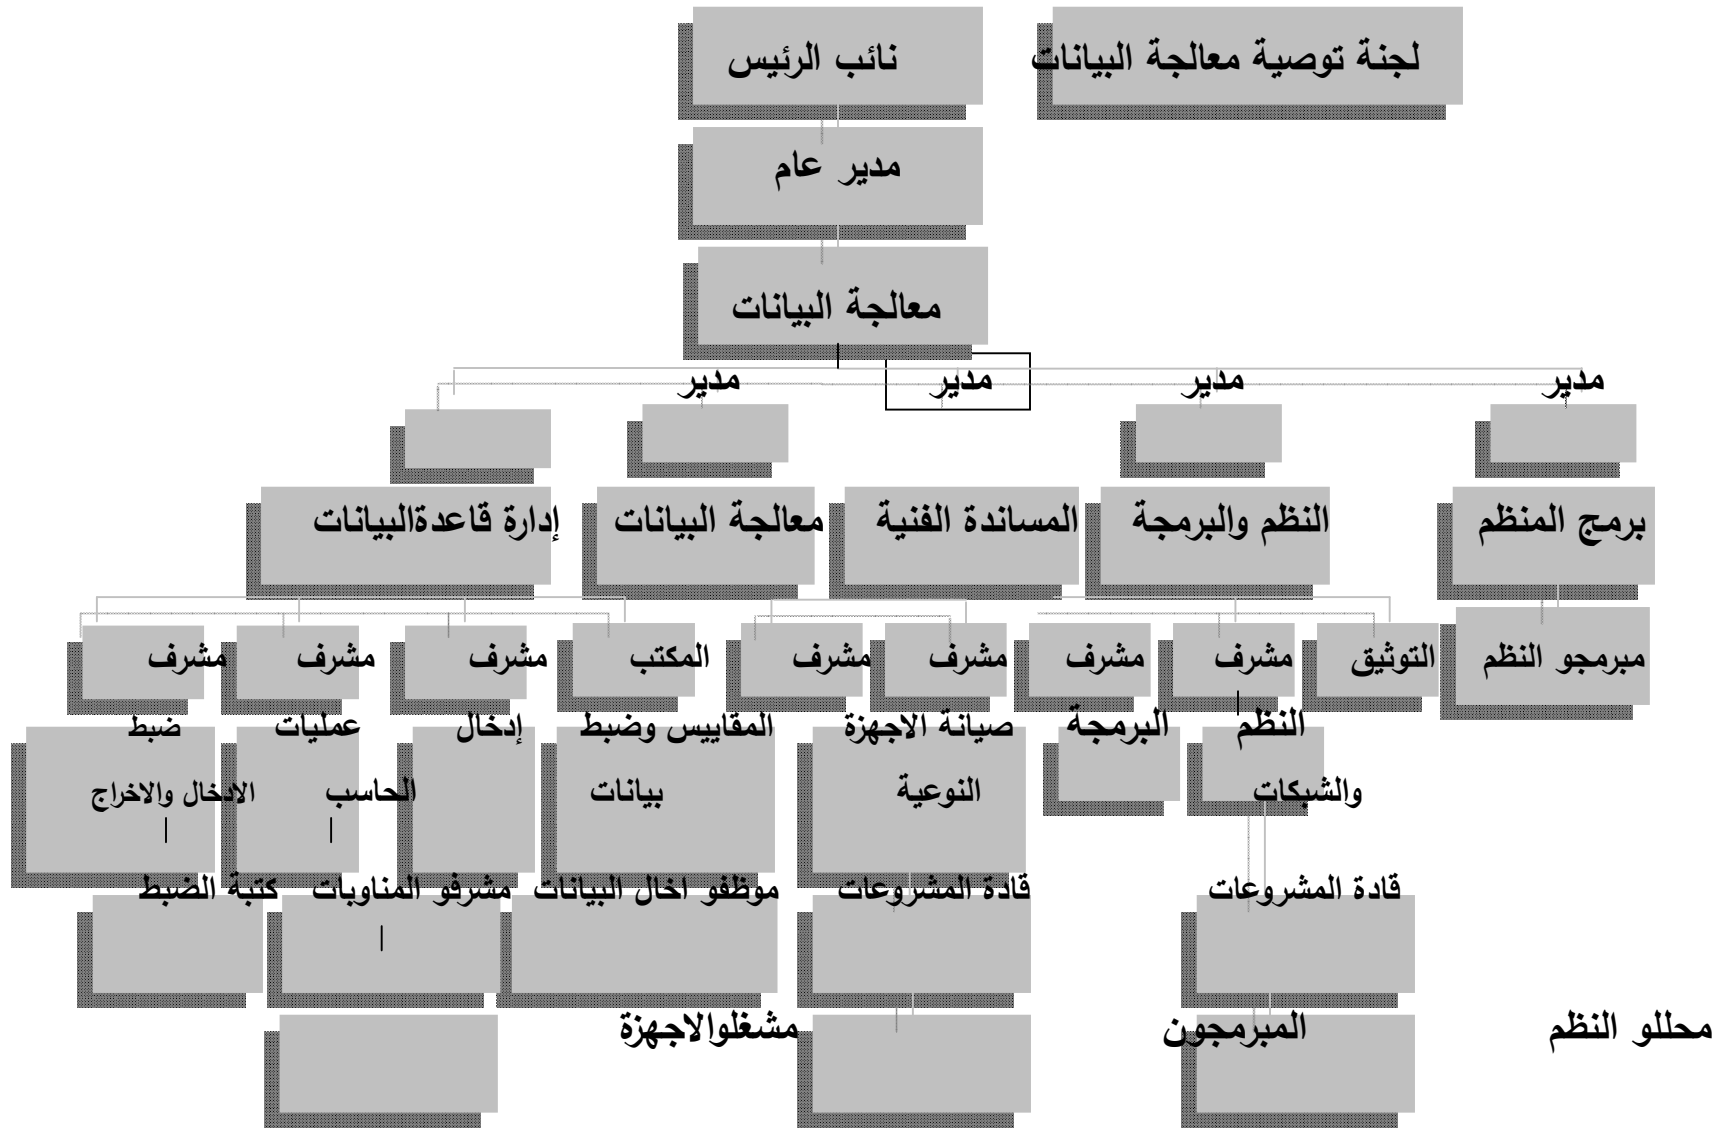 لجنة توصية معالجة البيانات نائب الرئيس
مدير عام
معالجة البيانات
مدير مدير مدير مدير
برمج المنظم النظم والبرمجة المساندة الفنية معالجة البيانات إدارة قاعدةالبيانات
مبرمجو النظم التوثيق مشرف مشرف مشرف مشرف المكتب مشرف مشرف مشرف
النظم البرمجة صيانة الاجهزة المقاييس وضبط إدخال عمليات ضبط
والشبكات النوعية بيانات الحاسب الادخال والاخراج
قادة المشروعات قادة المشروعات موظفو اخال البيانات مشرفو المناوبات كتبة الضبط
محللو النظم المبرمجون مشغلوالاجهزة